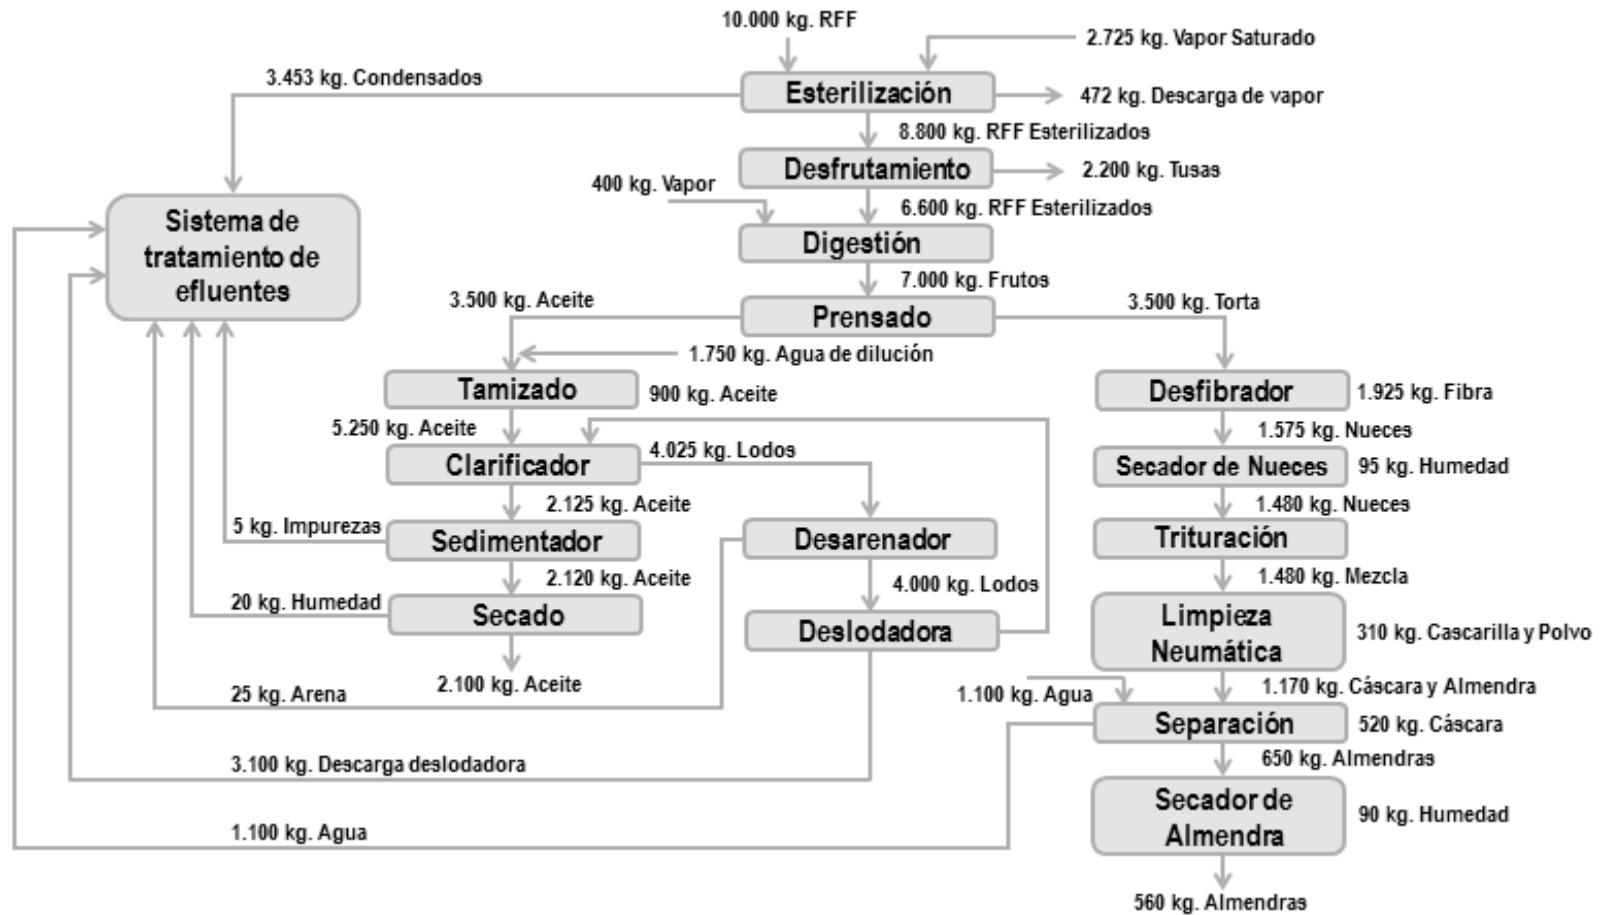 10.000 kg. RFF
2.725 kg. Vapor Saturado
3.453 kg. Condensados
Esterilización
472 kg. Descarga de vapor
8.800 kg. RFF Esterilizados
Desfrutamiento
2.200 kg. Tusas
400 kg. Vapor
6.600 kg. RFF Esterilizados
Sistema de
tratamiento de
efluentes
Digestión
7.000 kg. Frutos
3.500 kg. Aceite
Prensado
3.500 kg. Torta
1.750 kg. Agua de dilución
Tamizado
900 kg. Aceite
Desfibrador
1.925 kg. Fibra
5.250 kg. Aceite
1.575 kg. Nueces
Clarificador
4.025 kg. Lodos
Secador de Nueces
95 kg. Humedad
2.125 kg. Aceite
1.480 kg. Nueces
5 kg. Impurezas
Sedimentador
Desarenador
Trituración
2.120 kg. Aceite
4.000 kg. Lodos
1.480 kg. Mezcla
20 kg. Humedad
Secado
Deslodadora
Limpieza
Neumática
310 kg. Cascarilla y Polvo
2.100 kg. Aceite
25 kg. Arena
1.100 kg. Agua
1.170 kg. Cáscara y Almendra
Separación
520 kg. Cáscara
3.100 kg. Descarga deslodadora
650 kg. Almendras
Secador de
Almendra
90 kg. Humedad
1.100 kg. Agua
560 kg. Almendras